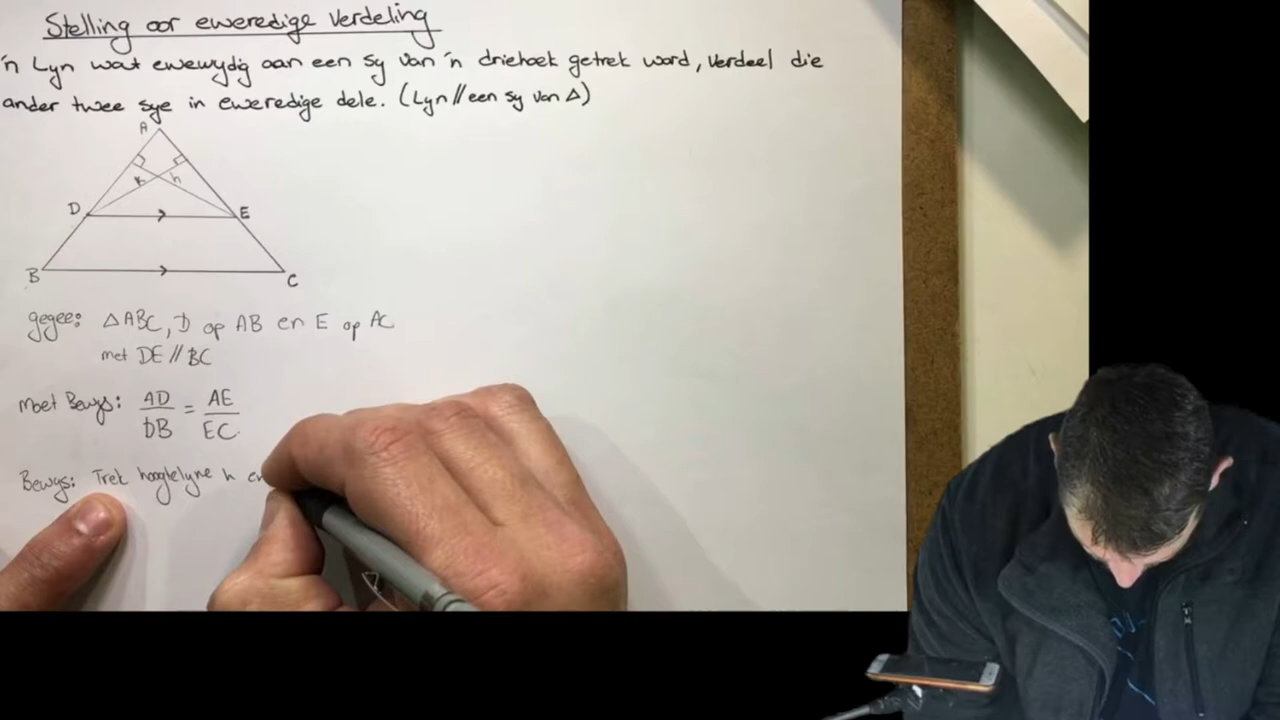 Stelling oor eweredige verdeling
'n Lyn wat ewewydig aan een sy van 'n driehoek getrek word, verdeel die
ander twee sye in eweredige dele. (Lyn // een sy van Δ)
A
k h
D E
B C
gegee: ΔABC, D op AB en E op AC
met DE // BC
Moet Bewys: AD/DB = AE/EC
Bewys: Trek hoogtelyne h en